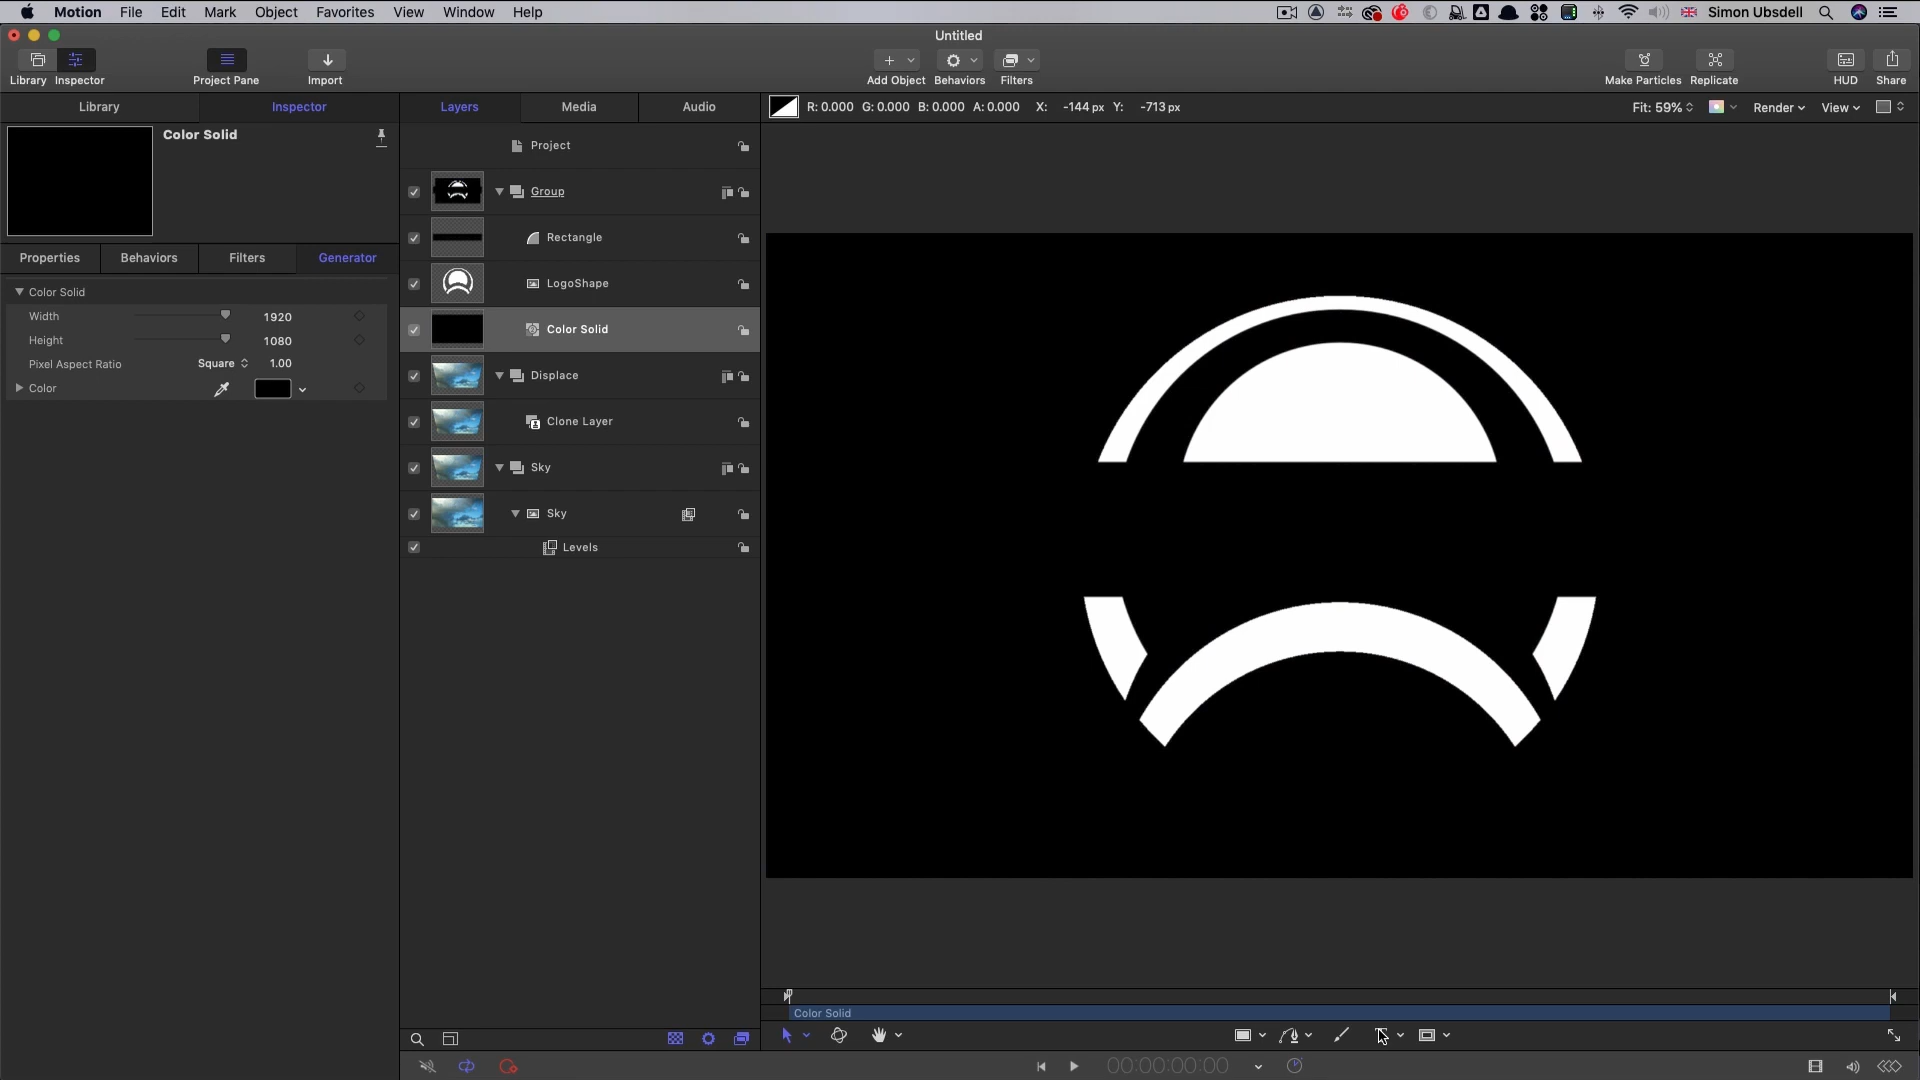 Motion File Edit Mark Object Favorites View Window Help Simon Ubsdell
Untitled
Library Inspector Project Pane Import Add Object Behaviors Filters Make Particles Replicate HUD Share
Library Inspector Layers Media Audio R: 0.000 G: 0.000 B: 0.000 A: 0.000 X: -144 px Y: -713 px Fit: 59% Render View
Color Solid
Project
Group
Rectangle
Properties Behaviors Filters Generator
LogoShape
Color Solid
Width 1920
Color Solid
Height 1080
Pixel Aspect Ratio Square 1.00
Displace
Color
Clone Layer
Sky
Sky
Levels
Color Solid
00:00:00:00